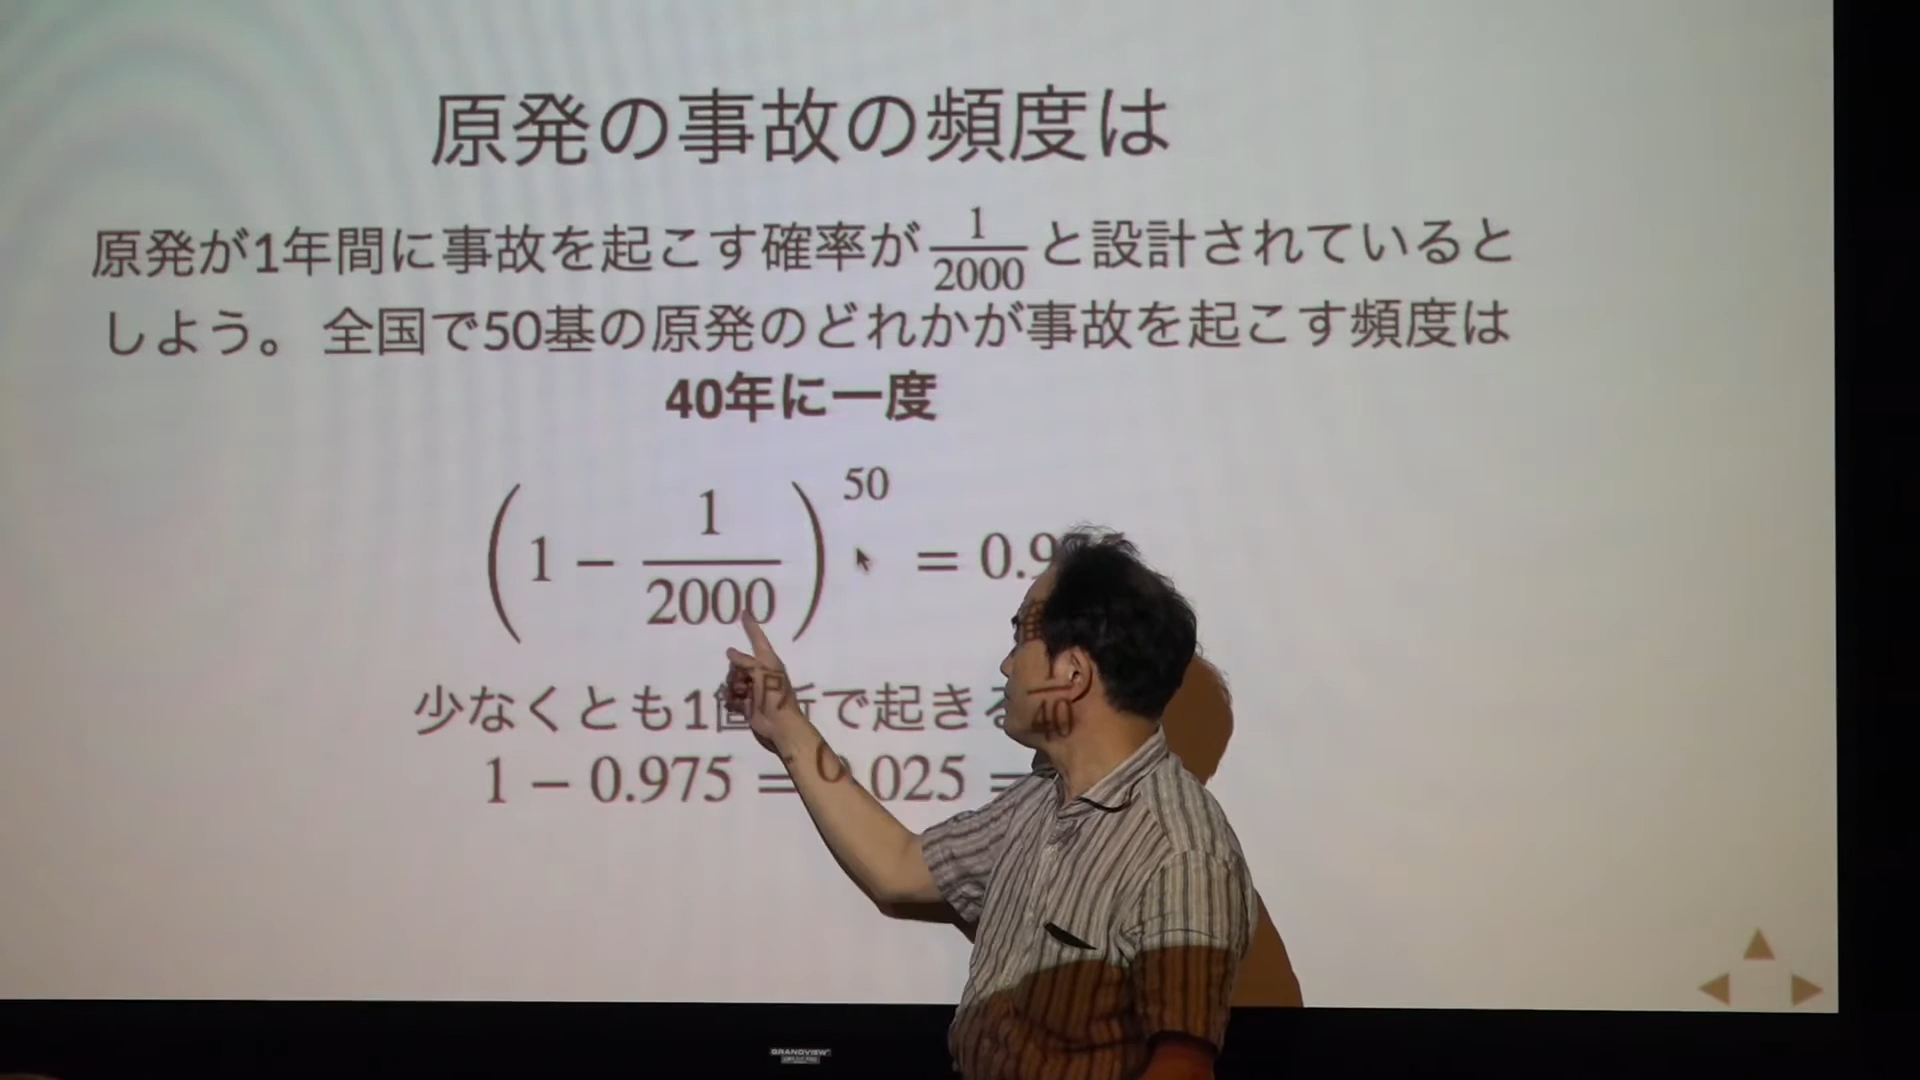 原発の事故の頻度は
原発が1年間に事故を起こす確率が 1/2000 と設計されていると
しよう。 全国で50基の原発のどれかが事故を起こす頻度は
40年に一度
(1 − 1/2000)^50 = 0.9
少なくとも1箇所で起きる
1 − 0.975 = 0.025 = 1/40
GRANDVIEW